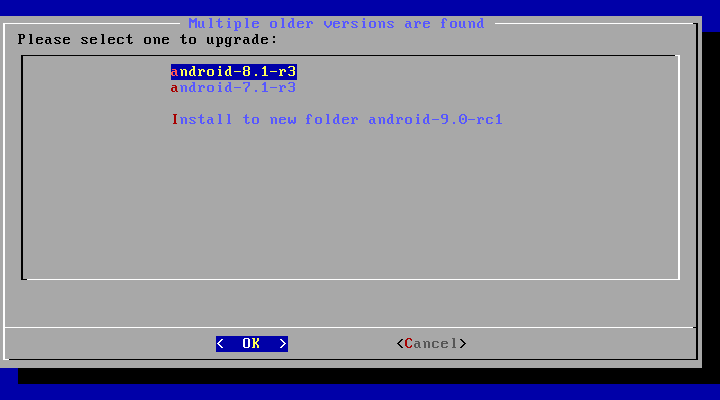 Multiple older versions are found
Please select one to upgrade:
android-8.1-r3
android-7.1-r3
Install to new folder android-9.0-rc1
< OK > <Cancel>